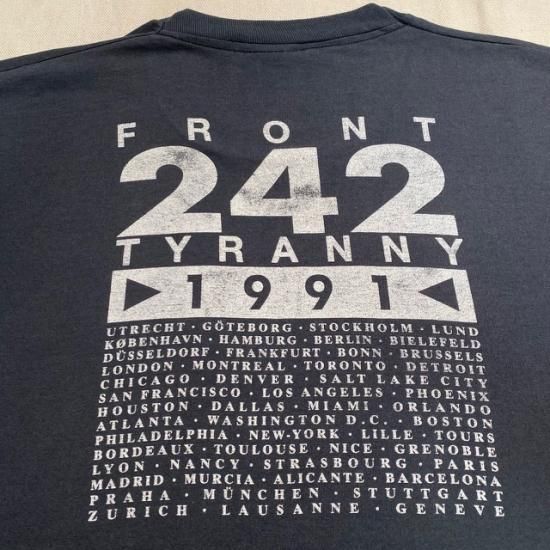 FRONT
242
TYRANNY
1991
UTRECHT · GÖTEBORG · STOCKHOLM · LUND
KØBENHAVN · HAMBURG · BERLIN · BIELEFELD
DÜSSELDORF · FRANKFURT · BONN · BRUSSELS
LONDON · MONTREAL · TORONTO · DETROIT
CHICAGO · DENVER · SALT LAKE CITY
SAN FRANCISCO · LOS ANGELES · PHOENIX
HOUSTON · DALLAS · MIAMI · ORLANDO
ATLANTA · WASHINGTON D.C. · BOSTON
PHILADELPHIA · NEW-YORK · LILLE · TOURS
BORDEAUX · TOULOUSE · NICE · GRENOBLE
LYON · NANCY · STRASBOURG · PARIS
MADRID · MURCIA · ALICANTE · BARCELONA
PRAHA · MÜNCHEN · STUTTGART
ZURICH · LAUSANNE · GENEVE